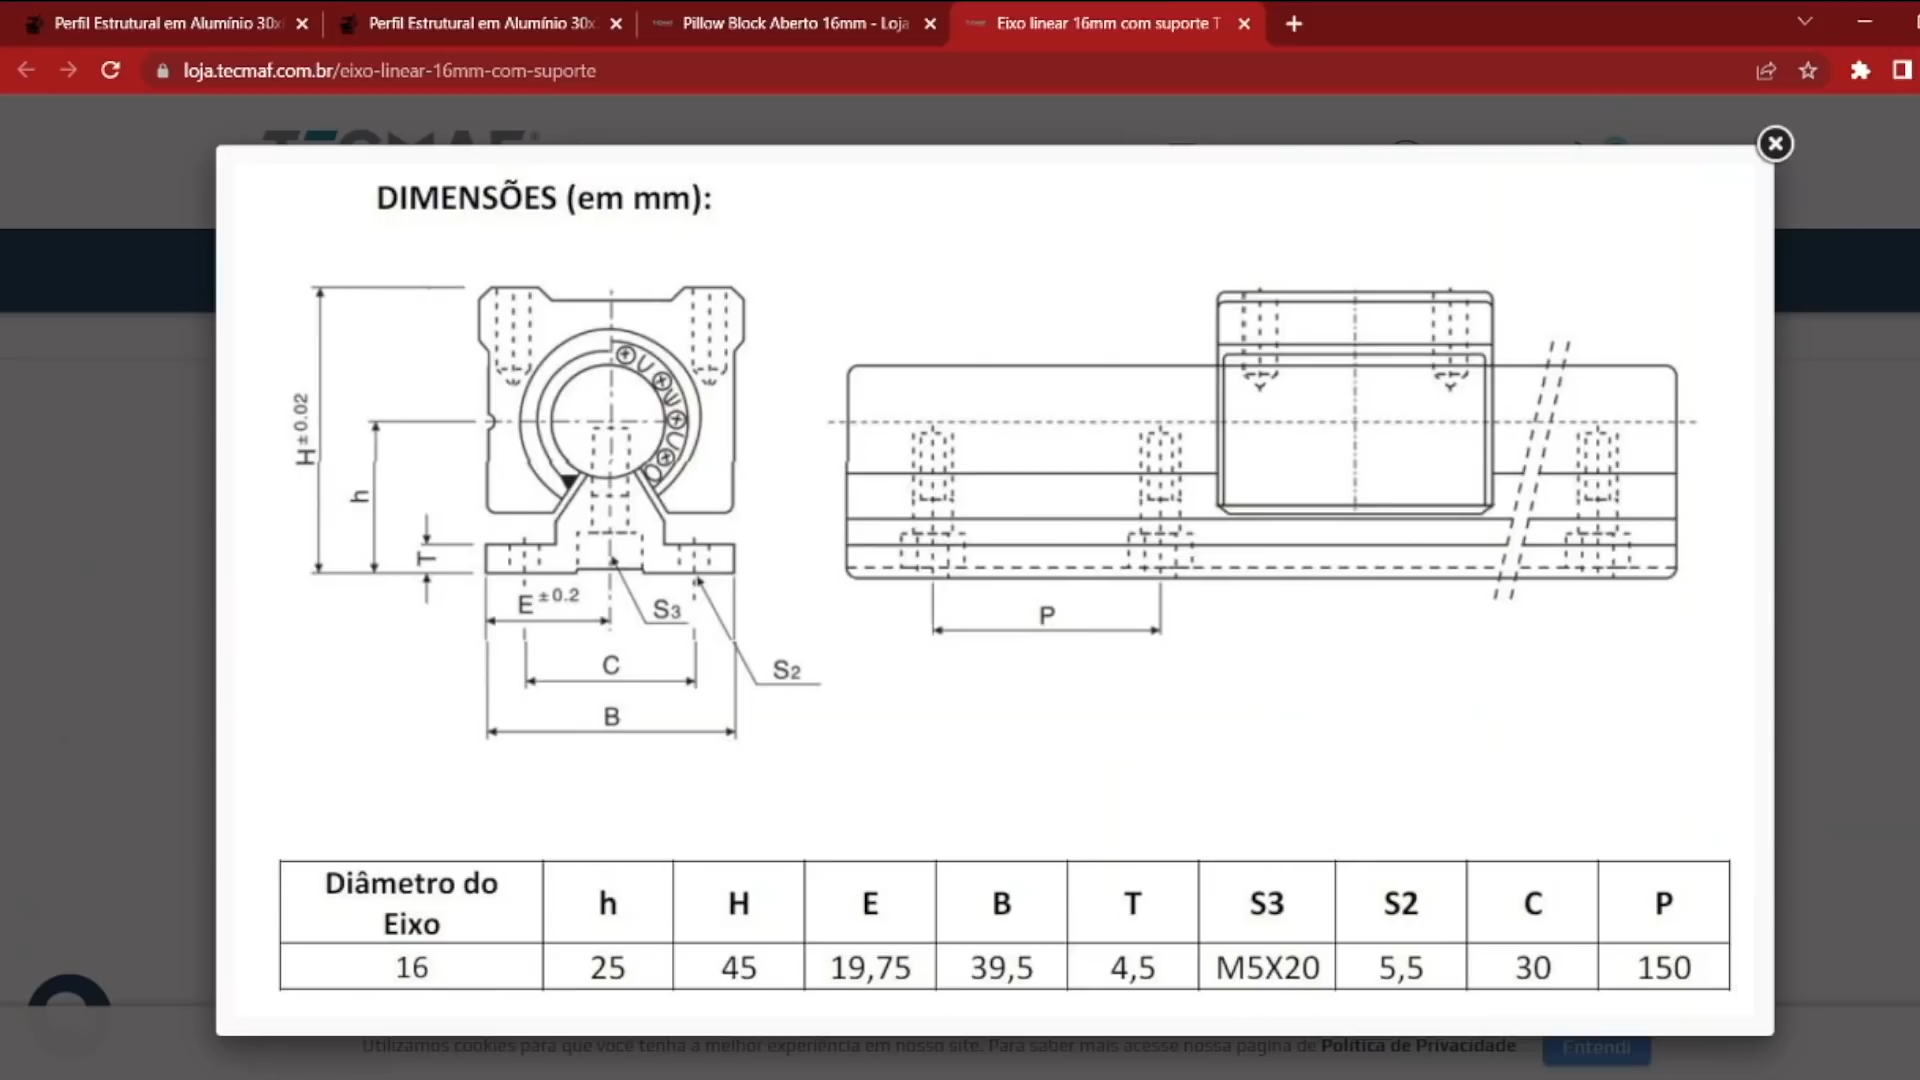 Perfil Estrutural em Alumínio 30x
Perfil Estrutural em Alumínio 30x
Pillow Block Aberto 16mm - Loja
Eixo linear 16mm com suporte T
loja.tecmaf.com.br/eixo-linear-16mm-com-suporte
TECMAF®
DIMENSÕES (em mm):
H±0.02
h
T
E ±0.2
S3
C
S2
B
P
Diâmetro do Eixo h H E B T S3 S2 C P
16 25 45 19,75 39,5 4,5 M5X20 5,5 30 150
Utilizamos cookies para que você tenha a melhor experiência em nosso site. Para saber mais acesse nossa página de Política de Privacidade
Entendi